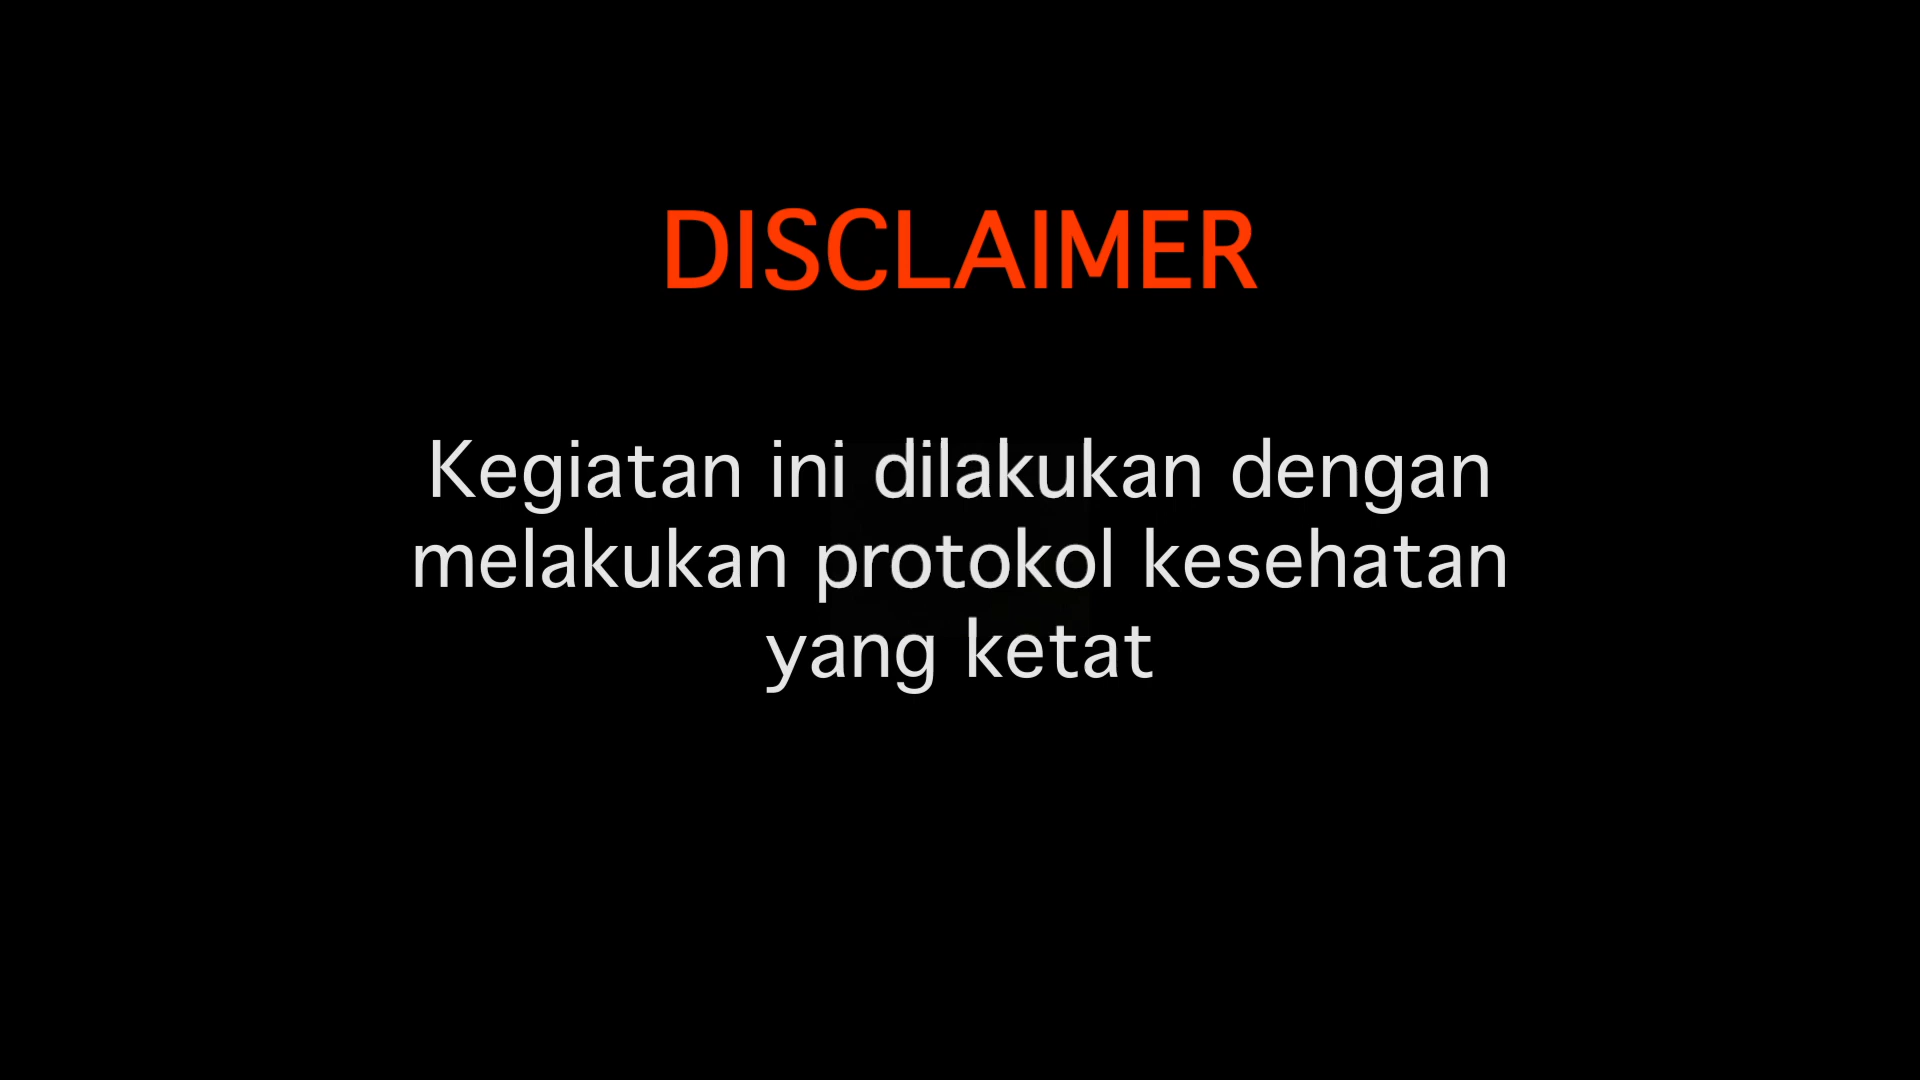 DISCLAIMER
Kegiatan ini dilakukan dengan
melakukan protokol kesehatan
yang ketat